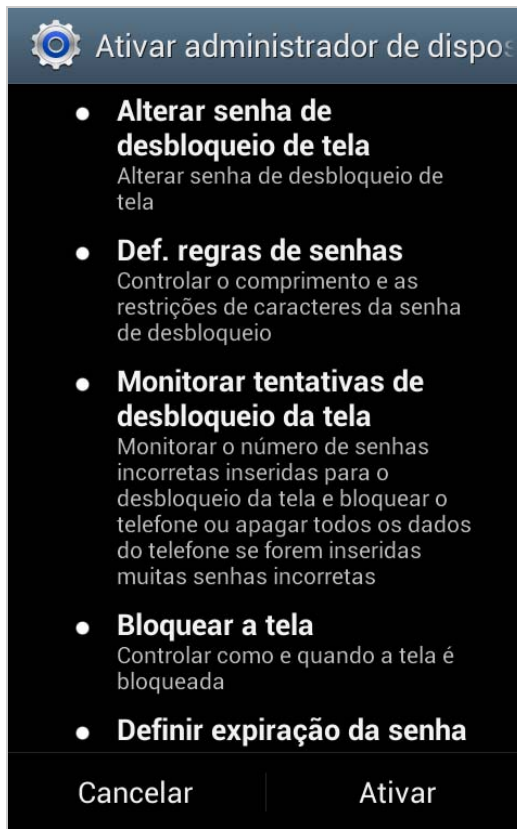 Ativar administrador de dispos
Alterar senha de
desbloqueio de tela
Alterar senha de desbloqueio de
tela
Def. regras de senhas
Controlar o comprimento e as
restrições de caracteres da senha
de desbloqueio
Monitorar tentativas de
desbloqueio da tela
Monitorar o número de senhas
incorretas inseridas para o
desbloqueio da tela e bloquear o
telefone ou apagar todos os dados
do telefone se forem inseridas
muitas senhas incorretas
Bloquear a tela
Controlar como e quando a tela é
bloqueada
Definir expiração da senha
Cancelar Ativar